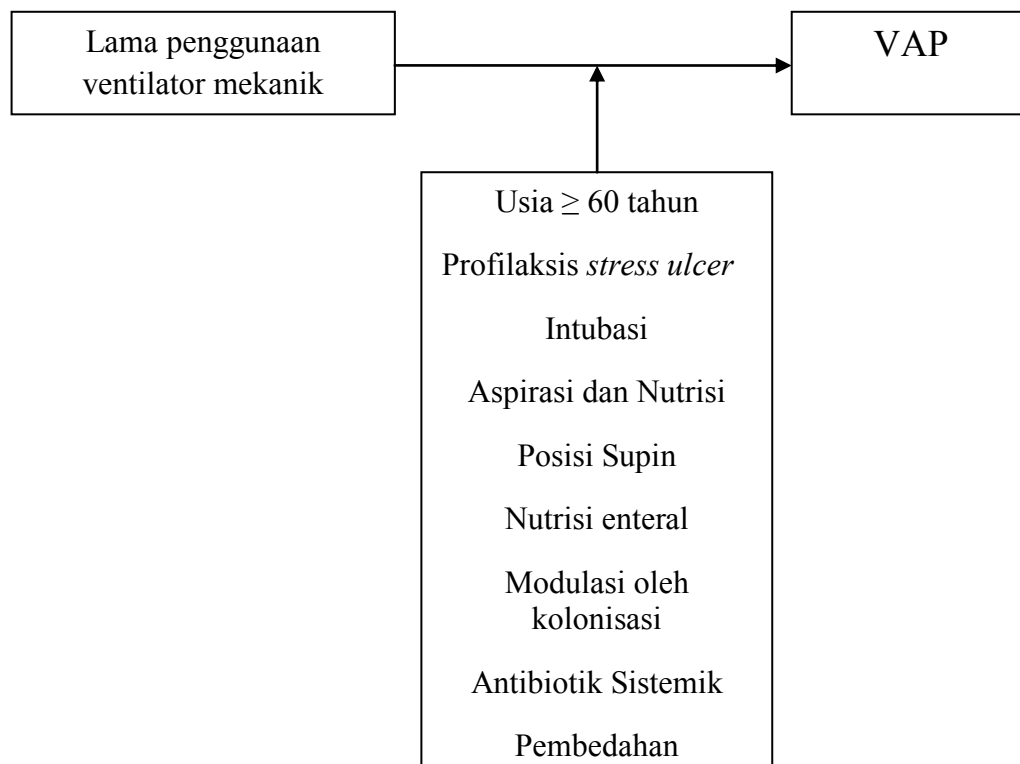 Lama penggunaan
ventilator mekanik
VAP
Usia ≥ 60 tahun
Profilaksis stress ulcer
Intubasi
Aspirasi dan Nutrisi
Posisi Supin
Nutrisi enteral
Modulasi oleh
kolonisasi
Antibiotik Sistemik
Pembedahan